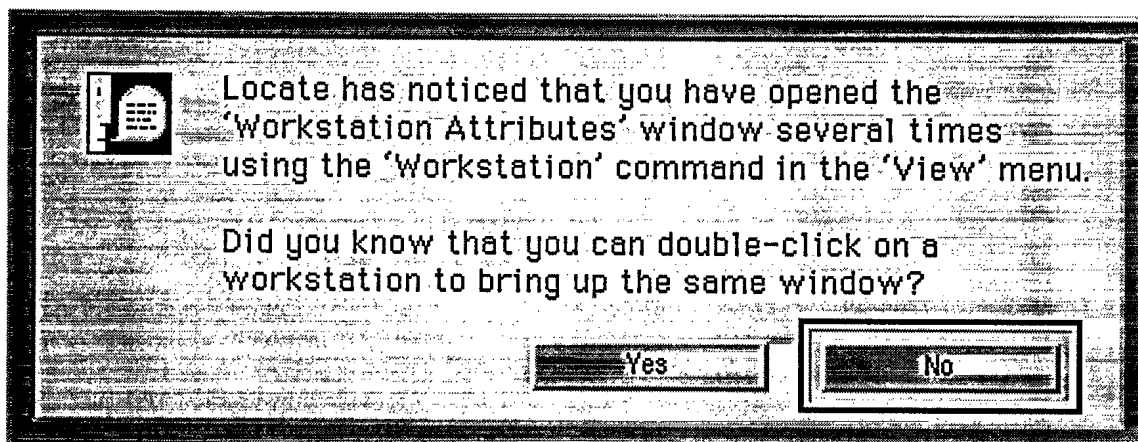 Locate has noticed that you have opened the
'Workstation Attributes' window several times
using the 'Workstation' command in the 'View' menu.
Did you know that you can double-click on a
workstation to bring up the same window?
Yes No